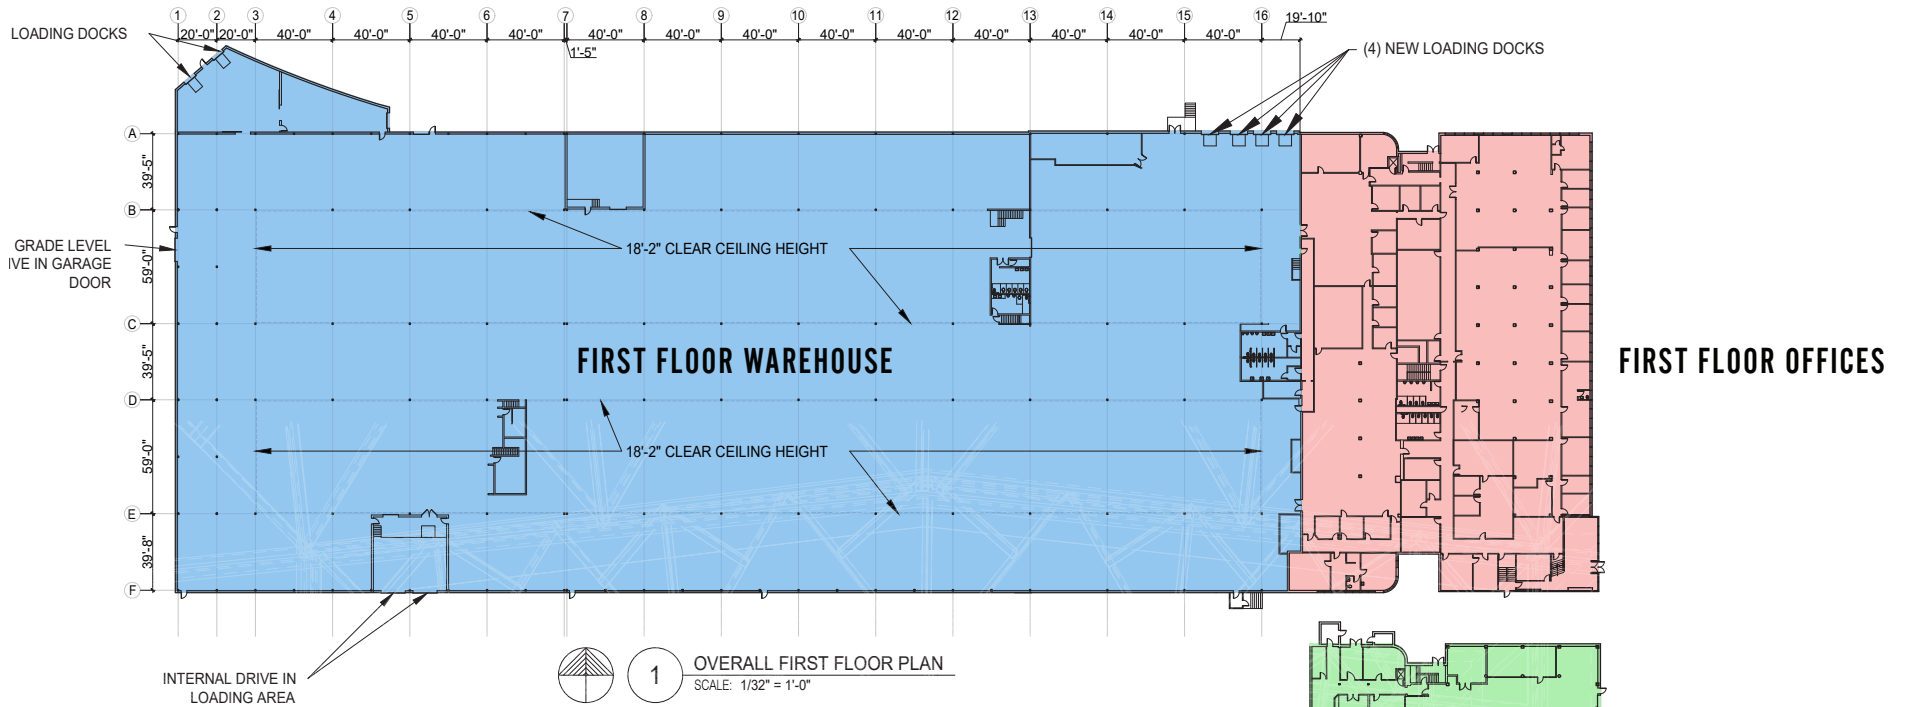 1 2 3 4 5 6 7 8 9 10 11 12 13 14 15 16
19'-10"
20'-0" 20'-0" 40'-0" 40'-0" 40'-0" 40'-0" 40'-0" 40'-0" 40'-0" 40'-0" 40'-0" 40'-0" 40'-0" 40'-0" 40'-0"
1'-5"
LOADING DOCKS
(4) NEW LOADING DOCKS
A
39'-5"
B
GRADE LEVEL
IVE IN GARAGE
DOOR
59'-0"
18'-2" CLEAR CEILING HEIGHT
C
39'-5"
FIRST FLOOR WAREHOUSE
FIRST FLOOR OFFICES
D
59'-0"
18'-2" CLEAR CEILING HEIGHT
E
39'-8"
F
INTERNAL DRIVE IN
LOADING AREA
1
OVERALL FIRST FLOOR PLAN
SCALE: 1/32" = 1'-0"